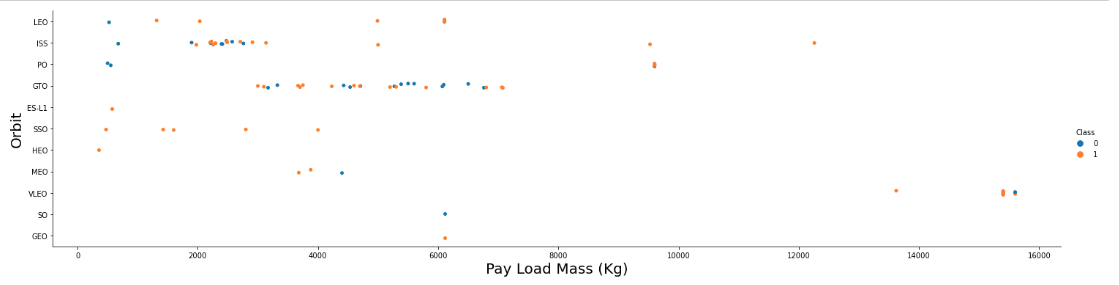 LEO
ISS
PO
GTO
ES-L1
SSO
HEO
MEO
VLEO
SO
GEO
Orbit
0
2000
4000
6000
8000
10000
12000
14000
16000
Pay Load Mass (Kg)
Class
0
1